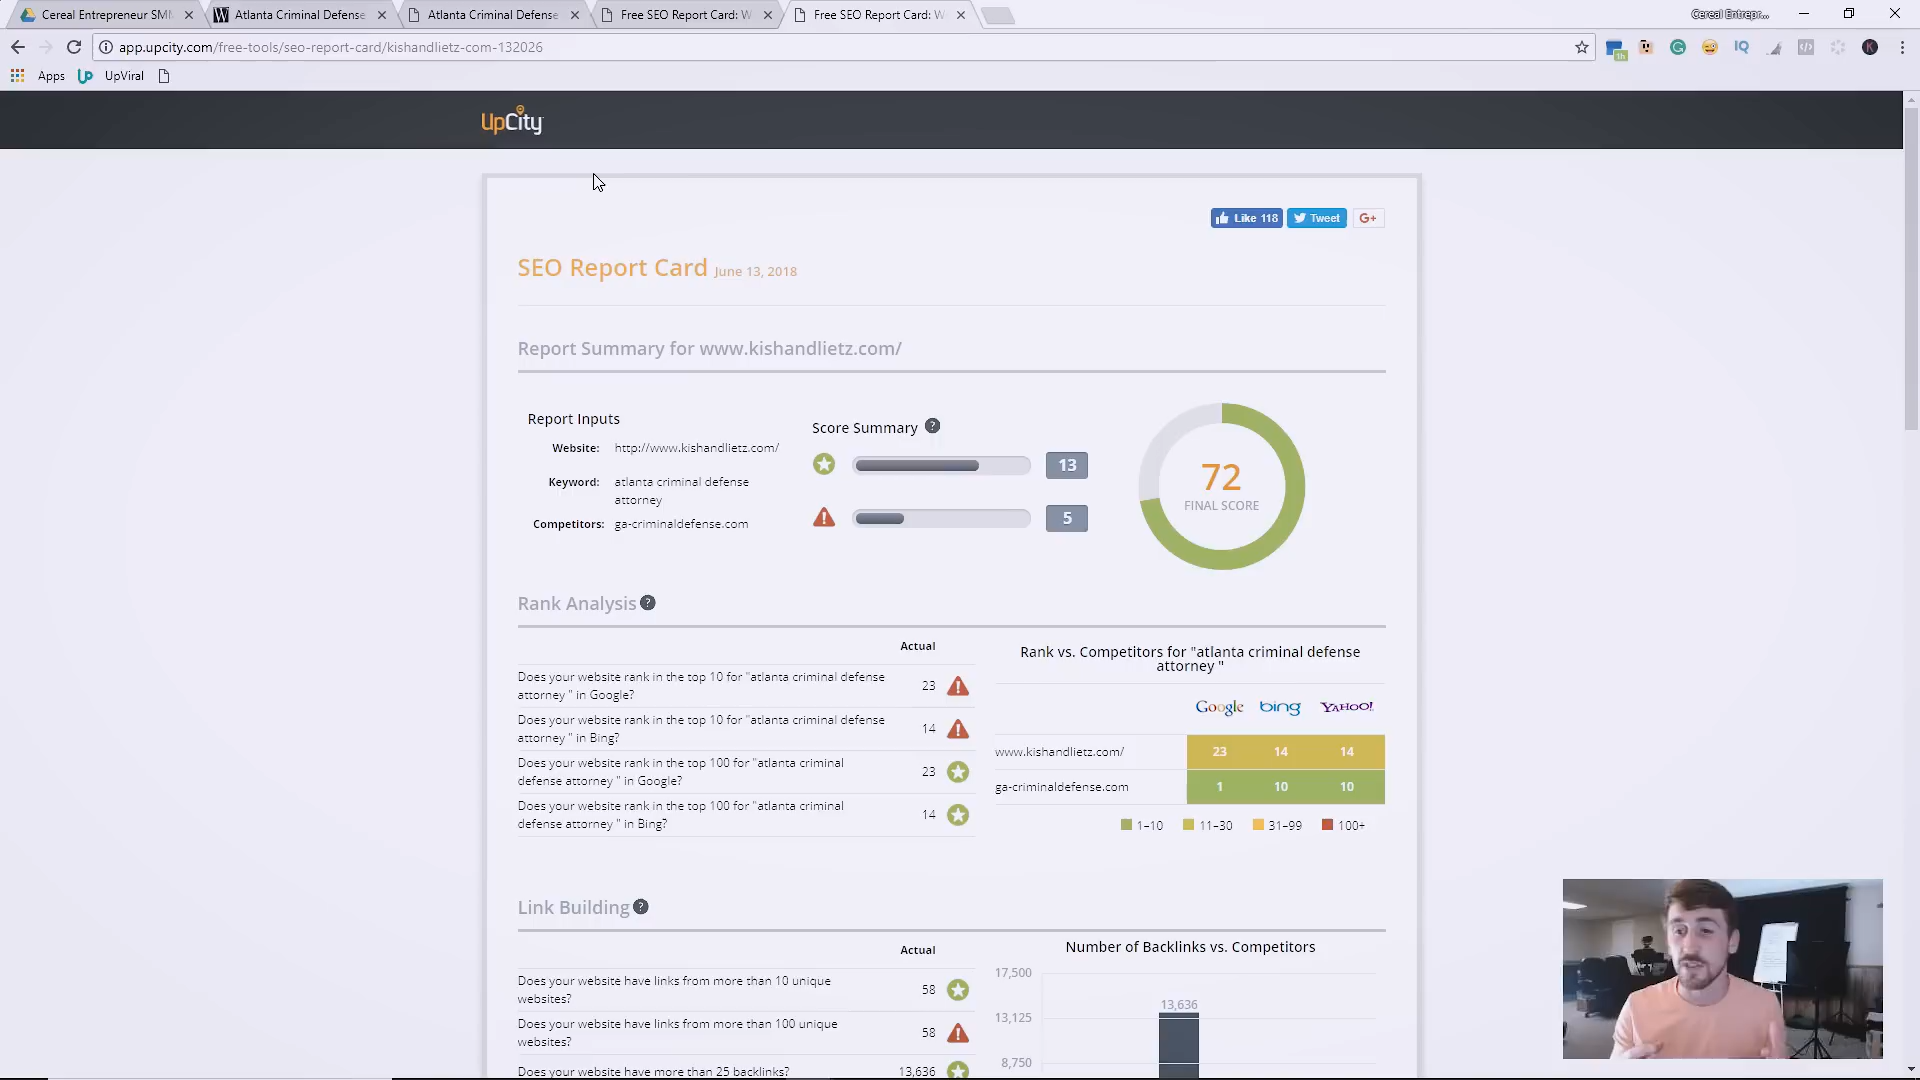 Cereal Entrepreneur SMM
Atlanta Criminal Defense
Atlanta Criminal Defense
Free SEO Report Card: W
Free SEO Report Card: W
Cereal Entrepr...
app.upcity.com/free-tools/seo-report-card/kishandlietz-com-132026
Apps
UpViral
UpCity
Like 118
Tweet
G+
SEO Report Card June 13, 2018
Report Summary for www.kishandlietz.com/
Report Inputs
Website: http://www.kishandlietz.com/
Keyword: atlanta criminal defense
attorney
Competitors: ga-criminaldefense.com
Score Summary ?
13
5
72
FINAL SCORE
Rank Analysis ?
Actual
Does your website rank in the top 10 for "atlanta criminal defense
attorney " in Google?
23
Does your website rank in the top 10 for "atlanta criminal defense
attorney " in Bing?
14
Does your website rank in the top 100 for "atlanta criminal
defense attorney " in Google?
23
Does your website rank in the top 100 for "atlanta criminal
defense attorney " in Bing?
14
Rank vs. Competitors for "atlanta criminal defense
attorney "
Google bing YAHOO!
www.kishandlietz.com/ 23 14 14
ga-criminaldefense.com 1 10 10
1-10 11-30 31-99 100+
Link Building ?
Actual
Does your website have links from more than 10 unique
websites?
58
Does your website have links from more than 100 unique
websites?
58
Does your website have more than 25 backlinks? 13,636
Number of Backlinks vs. Competitors
17,500
13,636
13,125
8,750